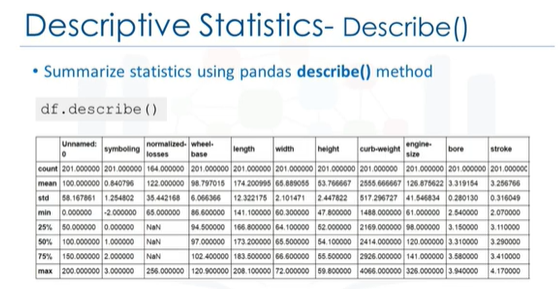 Descriptive Statistics- Describe()
• Summarize statistics using pandas describe() method
df.describe()
Unnamed: 0 symboling normalized-losses wheel-base length width height curb-weight engine-size bore stroke
count 201.000000 201.000000 164.000000 201.000000 201.000000 201.000000 201.000000 201.000000 201.000000 201.000000 201.000000
mean 100.000000 0.840796 122.000000 98.797015 174.200995 65.889055 53.766667 2555.666667 126.875622 3.319154 3.256766
std 58.167861 1.254802 35.442168 6.066366 12.322175 2.101471 2.447822 517.296727 41.546834 0.280130 0.316049
min 0.000000 -2.000000 65.000000 86.600000 141.100000 60.300000 47.800000 1488.000000 61.000000 2.540000 2.070000
25% 50.000000 0.000000 NaN 94.500000 166.800000 64.100000 52.000000 2169.000000 98.000000 3.150000 3.110000
50% 100.000000 1.000000 NaN 97.000000 173.200000 65.500000 54.100000 2414.000000 120.000000 3.310000 3.290000
75% 150.000000 2.000000 NaN 102.400000 183.500000 66.600000 55.500000 2926.000000 141.000000 3.580000 3.410000
max 200.000000 3.000000 256.000000 120.900000 208.100000 72.000000 59.800000 4066.000000 326.000000 3.940000 4.170000